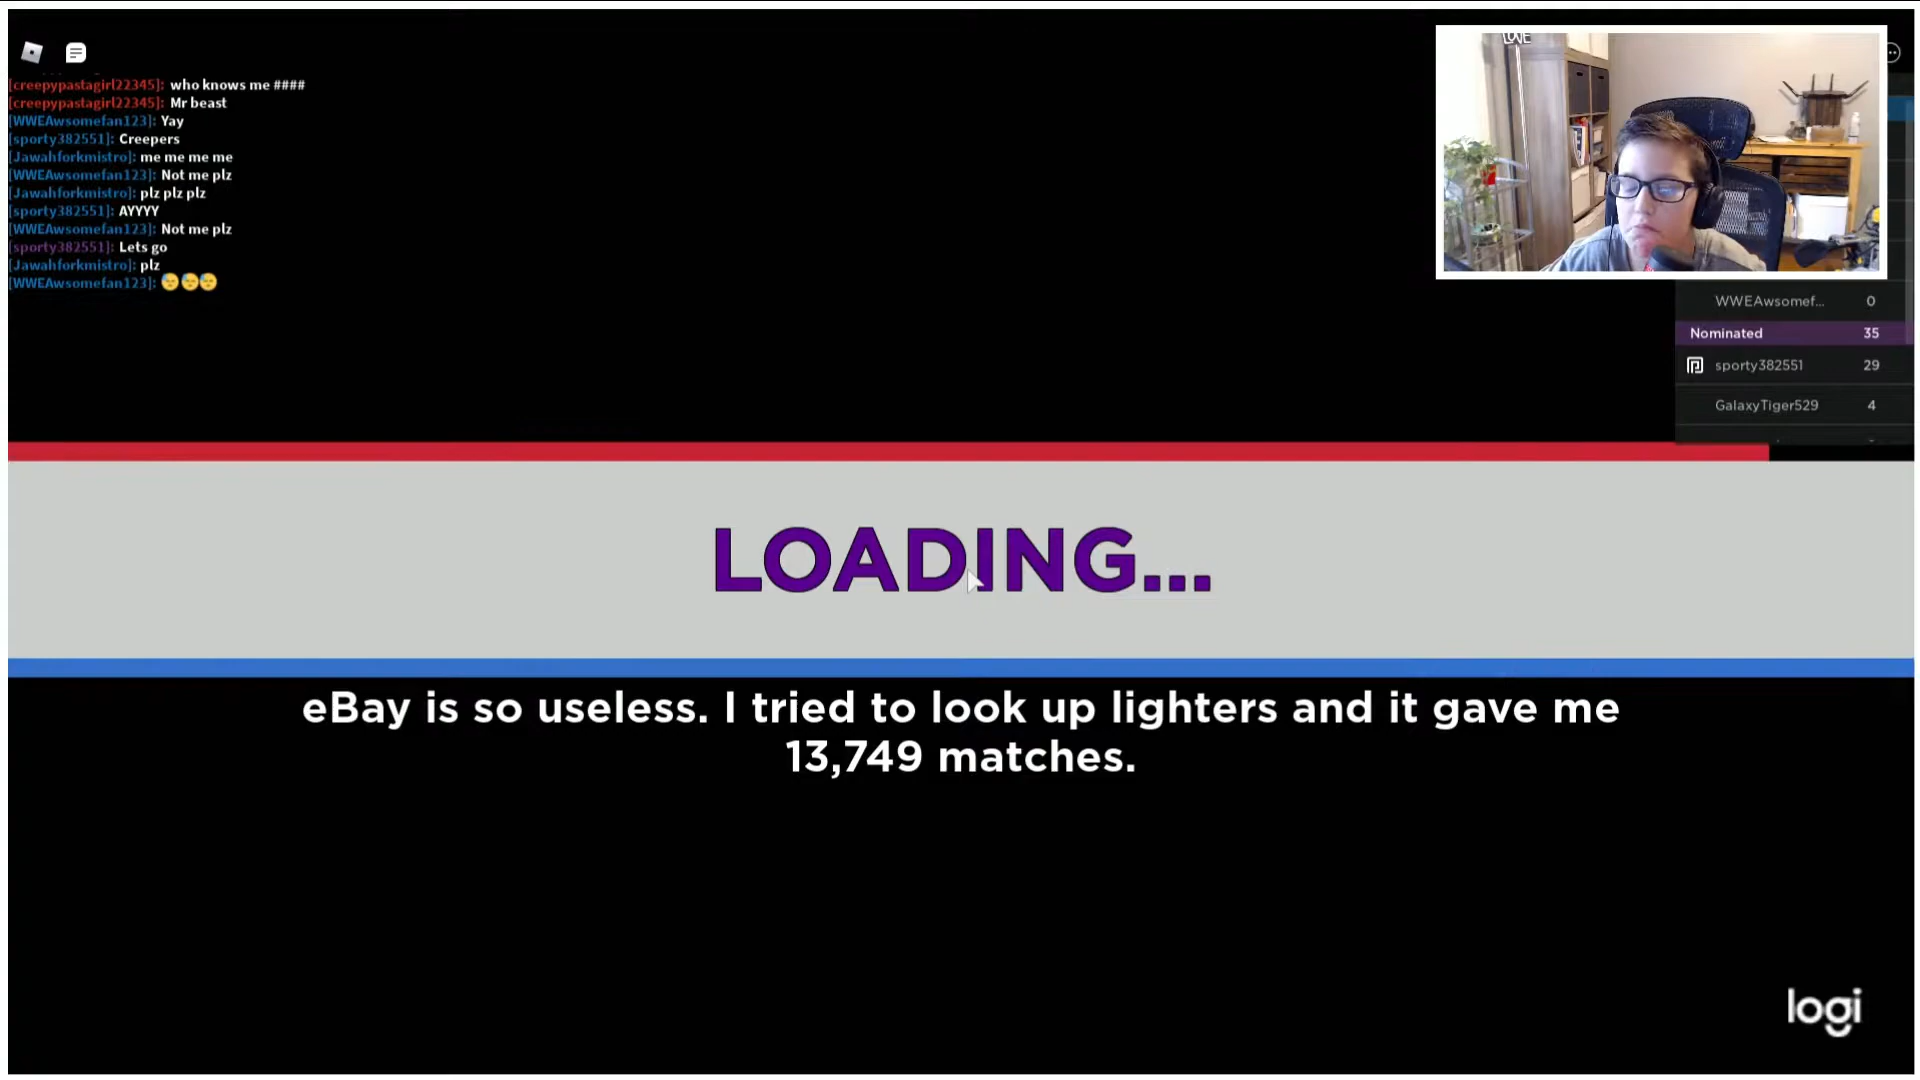 [creepypastagirl22345]: who knows me ####
[creepypastagirl22345]: Mr beast
[WWEAwsomefan123]: Yay
[sporty382551]: Creepers
[Jawahforkmistro]: me me me me
[WWEAwsomefan123]: Not me plz
[Jawahforkmistro]: plz plz plz
[sporty382551]: AYYYY
[WWEAwsomefan123]: Not me plz
[sporty382551]: Lets go
[Jawahforkmistro]: plz
[WWEAwsomefan123]: 😓😓😓
LOVE
WWEAwsomef... 0
Nominated 35
sporty382551 29
GalaxyTiger529 4
LOADING...
eBay is so useless. I tried to look up lighters and it gave me
13,749 matches.
logi